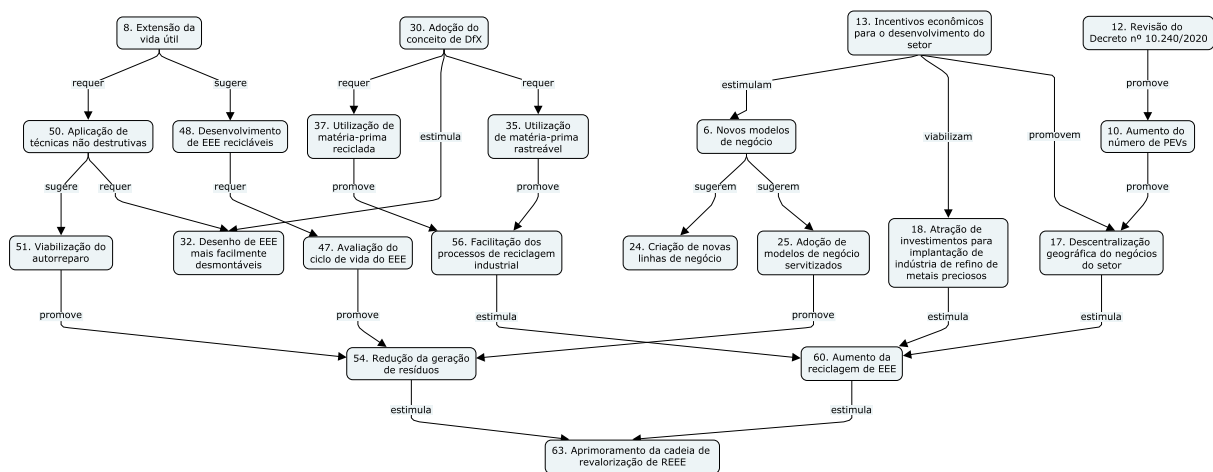 8. Extensão da
vida útil
30. Adoção do
conceito de DfX
13. Incentivos econômicos
para o desenvolvimento do
setor
12. Revisão do
Decreto nº 10.240/2020
requer
sugere
requer
requer
estimulam
promove
50. Aplicação de
técnicas não destrutivas
48. Desenvolvimento
de EEE recicláveis
37. Utilização de
matéria-prima
reciclada
estimula
35. Utilização
de matéria-prima
rastreável
6. Novos modelos
de negócio
viabilizam
promovem
10. Aumento do
número de PEVs
sugere
requer
requer
promove
promove
sugerem
sugerem
promove
51. Viabilização do
autorreparo
32. Desenho de EEE
mais facilmente
desmontáveis
47. Avaliação do
ciclo de vida do EEE
56. Facilitação dos
processos de reciclagem
industrial
24. Criação de novas
linhas de negócio
25. Adoção de
modelos de negócio
servitizados
18. Atração de
investimentos para
implantação de
indústria de refino de
metais preciosos
17. Descentralização
geográfica do negócios
do setor
promove
promove
estimula
promove
estimula
estimula
54. Redução da geração
de resíduos
60. Aumento da
reciclagem de EEE
estimula
estimula
63. Aprimoramento da cadeia de
revalorização de REEE